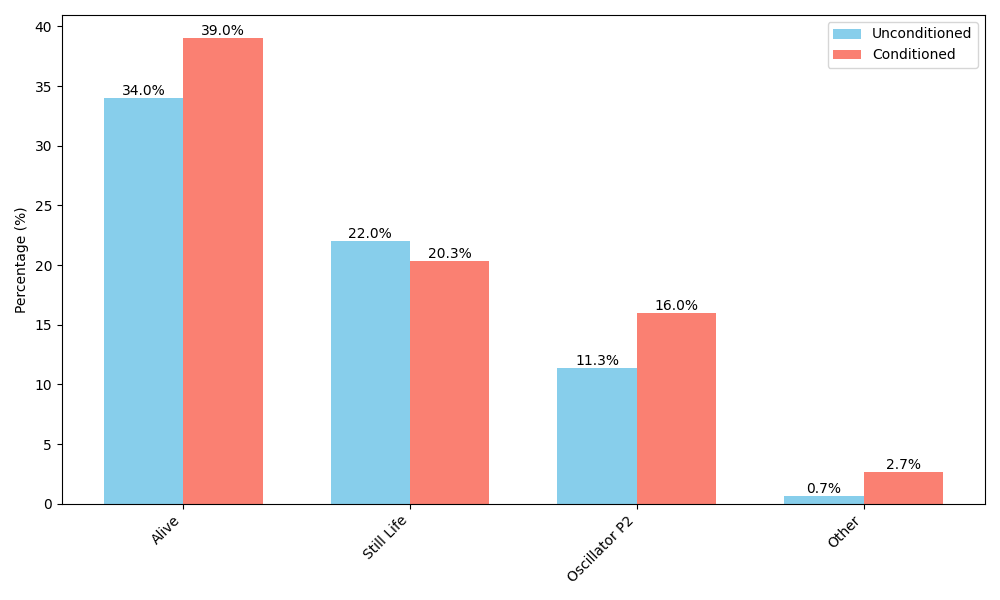 Unconditioned
Conditioned
Percentage (%)
40
35
30
25
20
15
10
5
0
34.0%
39.0%
22.0%
20.3%
11.3%
16.0%
0.7%
2.7%
Alive
Still Life
Oscillator P2
Other